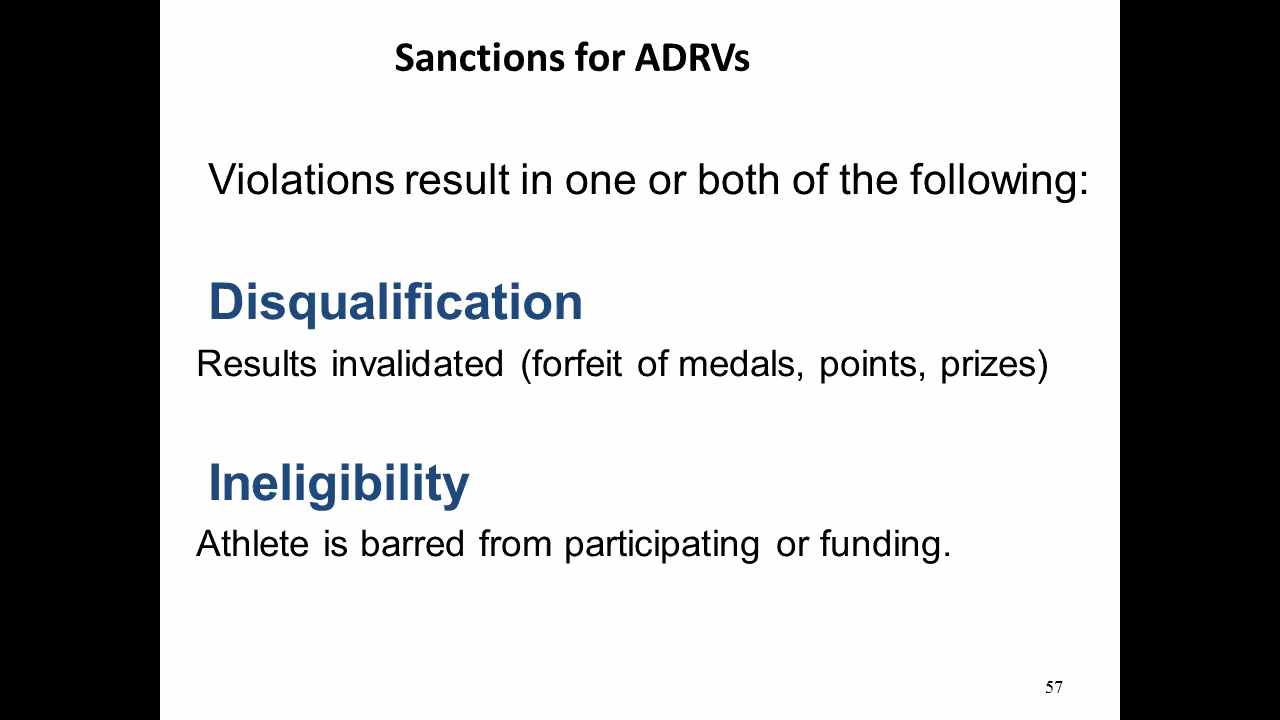 Sanctions for ADRVs
Violations result in one or both of the following:
Disqualification
Results invalidated (forfeit of medals, points, prizes)
Ineligibility
Athlete is barred from participating or funding.
57